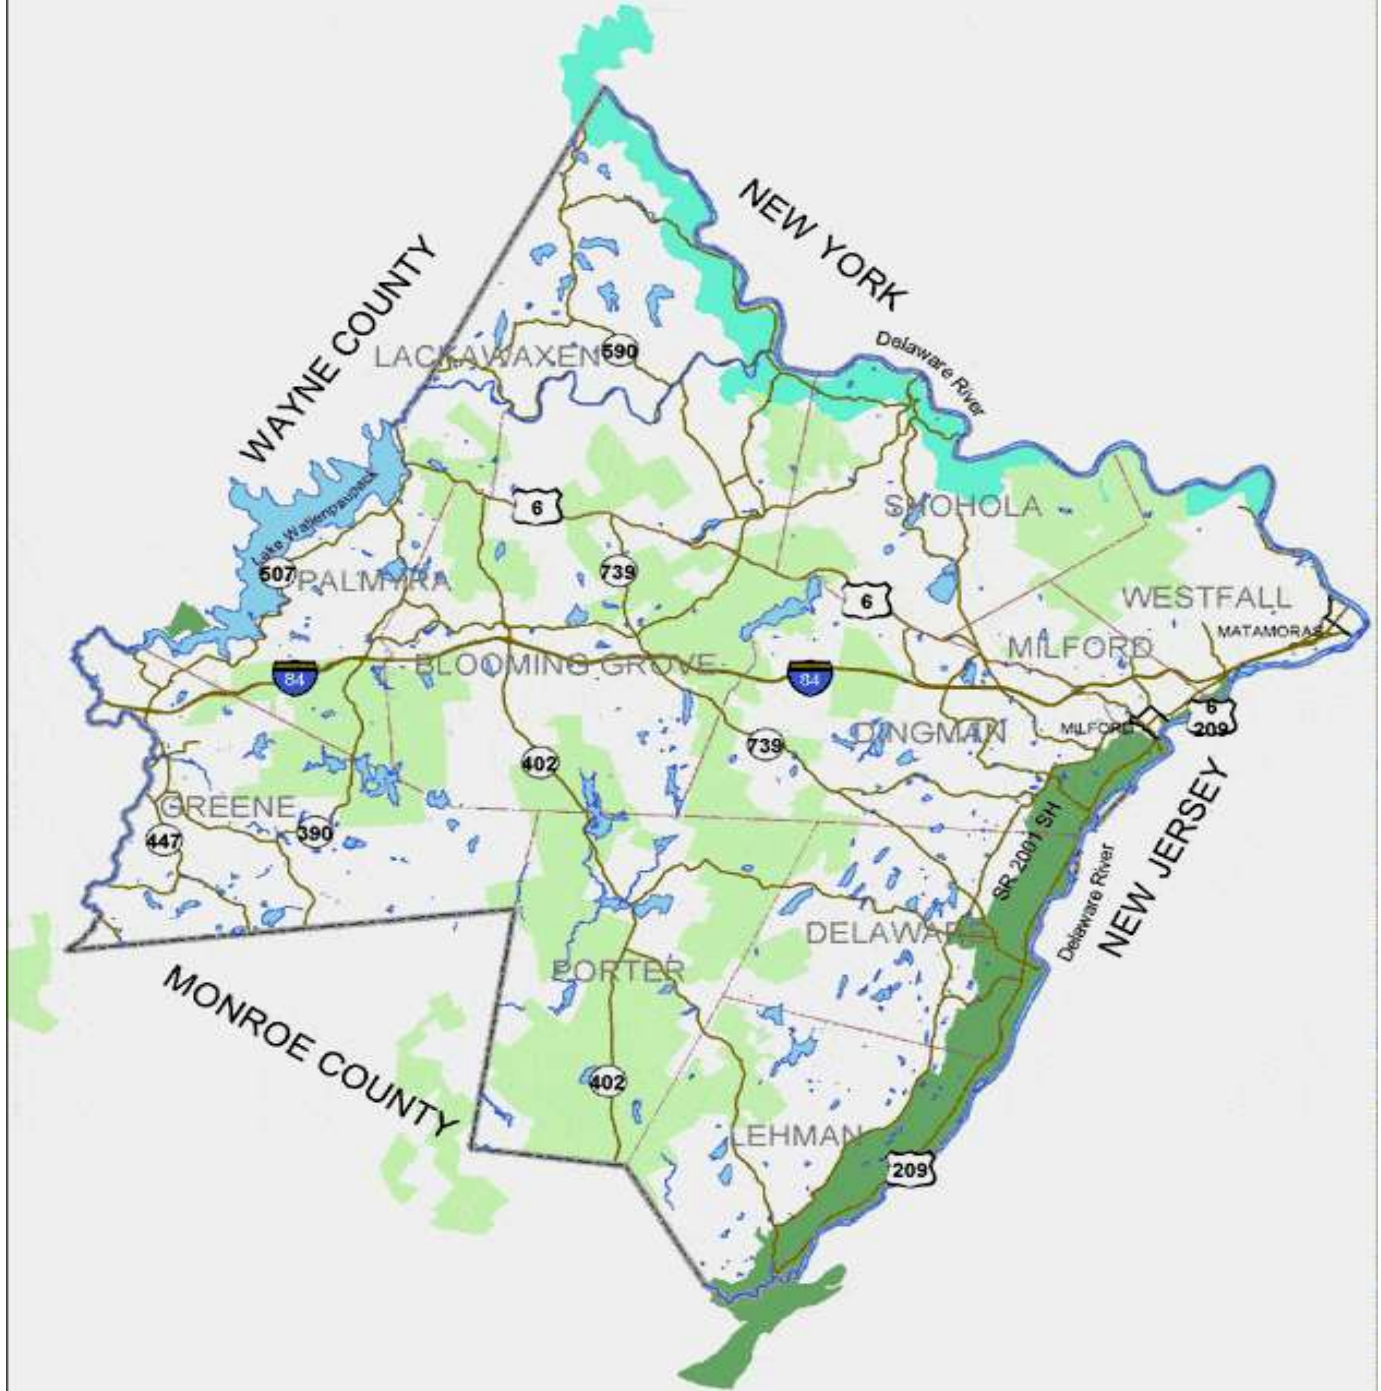 NEW YORK
WAYNE COUNTY
Delaware River
LACKAWAXEN
590
Lake Wallenpaupack
6
SHOHOLA
507
PALMYRA
739
6
WESTFALL
MATAMORAS
MILFORD
BLOOMING GROVE
84
84
6
209
MILFORD
DINGMAN
739
402
GREENE
447
390
SR 2001 SH
NEW JERSEY
Delaware River
DELAWARE
PORTER
MONROE COUNTY
402
LEHMAN
209